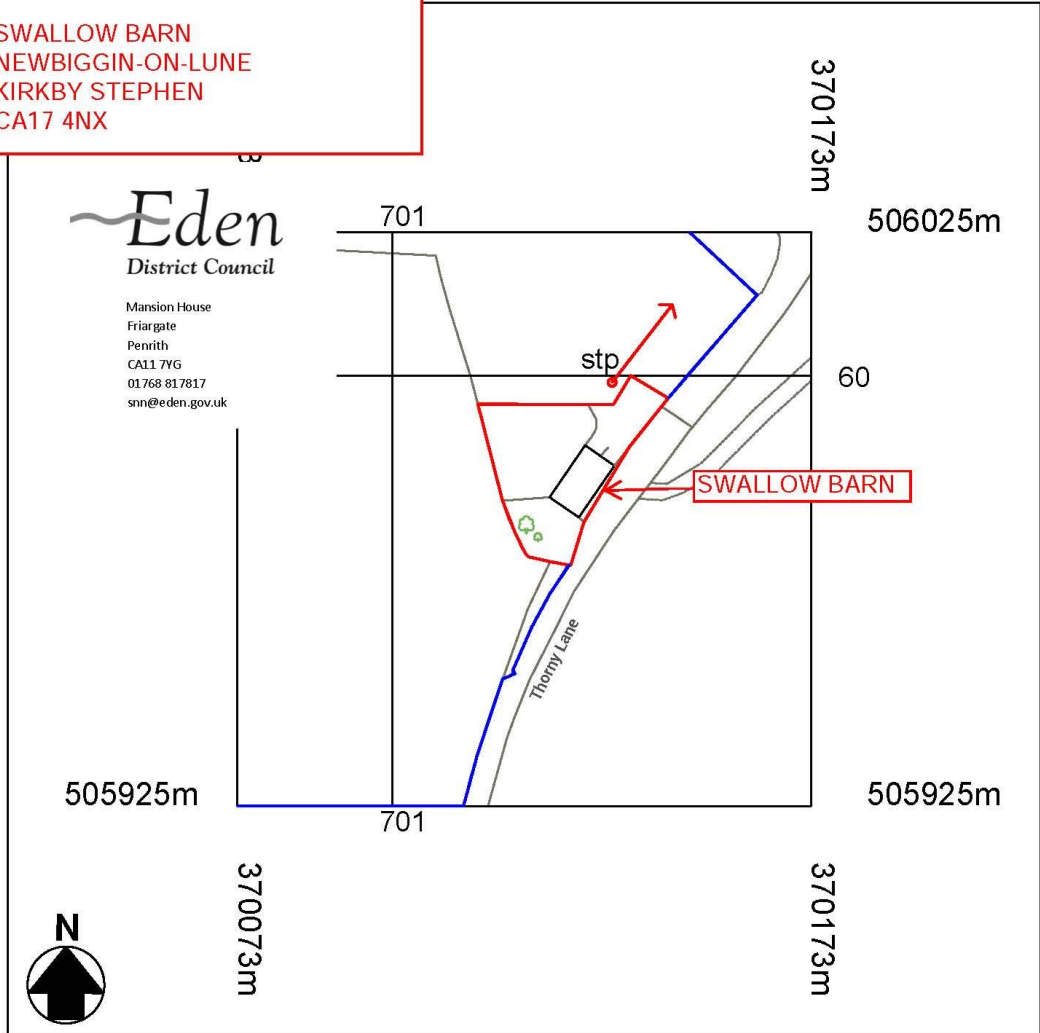 SWALLOW BARN
NEWBIGGIN-ON-LUNE
KIRKBY STEPHEN
CA17 4NX
370173m
Eden
District Council
Mansion House
Friargate
Penrith
CA11 7YG
01768 817817
snn@eden.gov.uk
701
506025m
stp
60
SWALLOW BARN
Thorny Lane
505925m
505925m
701
370073m
370173m
N